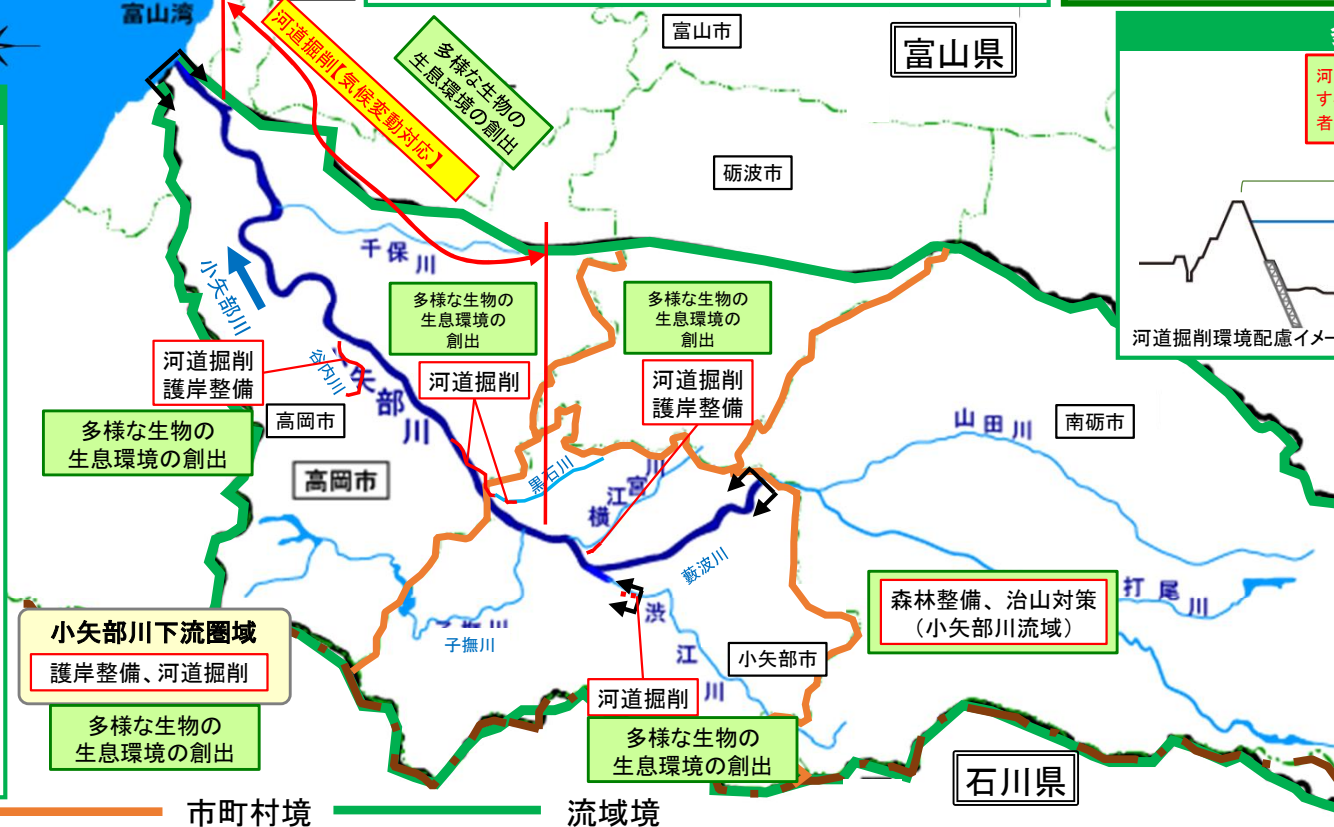 富山湾
河道掘削【気候変動対応】
多様な生物の
生息環境の創出
富山市
富山県
砺波市
河
す
者
河道掘削環境配慮イメー
千保川
小矢部川
多様な生物の
生息環境の
創出
多様な生物の
生息環境の
創出
河道掘削
護岸整備
谷内川
小矢部川
河道掘削
河道掘削
護岸整備
高岡市
多様な生物の
生息環境の創出
高岡市
山田川
南砺市
黒石川
横江宮川
藪波川
森林整備、治山対策
（小矢部川流域）
打尾川
小矢部川下流圏域
護岸整備、河道掘削
多様な生物の
生息環境の創出
子撫川
子撫川
渋江川
小矢部市
河道掘削
多様な生物の
生息環境の創出
石川県
市町村境
流域境